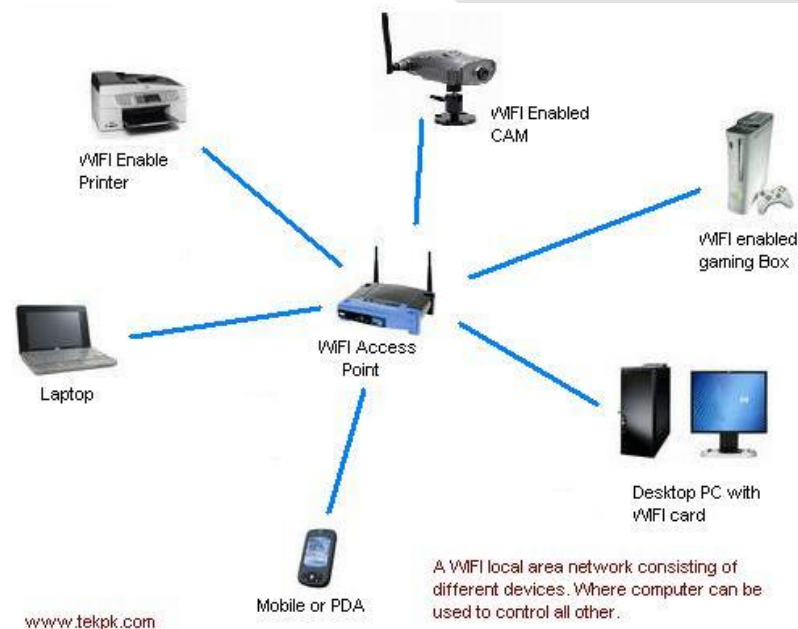 WIFI Enabled
CAM
WIFI Enable
Printer
WIFI enabled
gaming Box
WIFI Access
Point
Laptop
Desktop PC with
WIFI card
Mobile or PDA
A WIFI local area network consisting of
different devices. Where computer can be
used to control all other.
www.tekpk.com